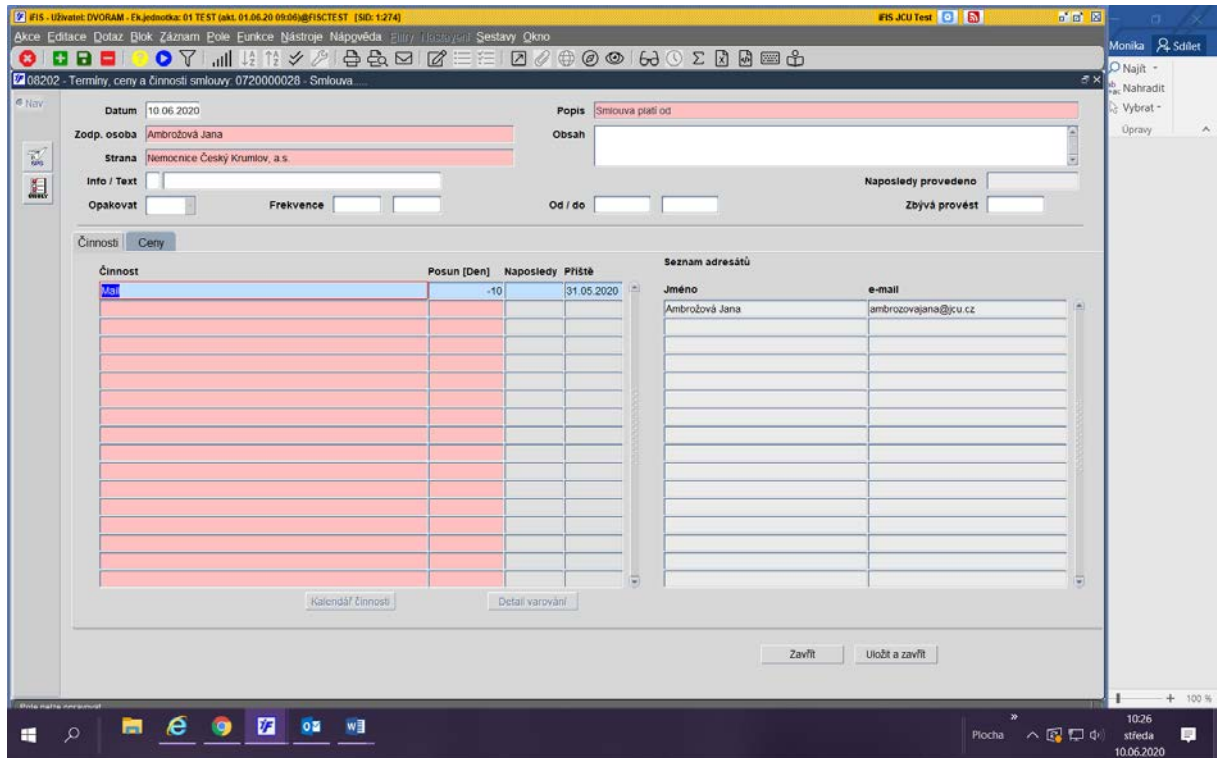 iFIS - Uživatel: DVORAM - Ek.jednotka: 01 TEST (akt. 01.06.20 09:06)@FISCTEST [SID: 1:274] iFIS JCU Test
Akce Editace Dotaz Blok Záznam Pole Funkce Nástroje Nápověda Filtry Nastavení Sestavy Okno
08202 - Termíny, ceny a činnosti smlouvy: 0720000028 - Smlouva.....
Nav
Datum 10.06.2020 Popis Smlouva platí od
Zodp. osoba Ambrožová Jana Obsah
Strana Nemocnice Český Krumlov, a.s.
Info / Text Naposledy provedeno
Opakovat Frekvence Od / do Zbývá provést
Činnosti Ceny
Seznam adresátů
Činnost Posun [Den] Naposledy Příště Jméno e-mail
Mail -10 31.05.2020
Ambrožová Jana ambrozovajana@jcu.cz
Kalendář činností Detail varování
Zavřít Uložit a zavřít
Monika Sdílet
Najít
Nahradit
Vybrat
Úpravy
100 %
Plocha
10:26
středa
10.06.2020